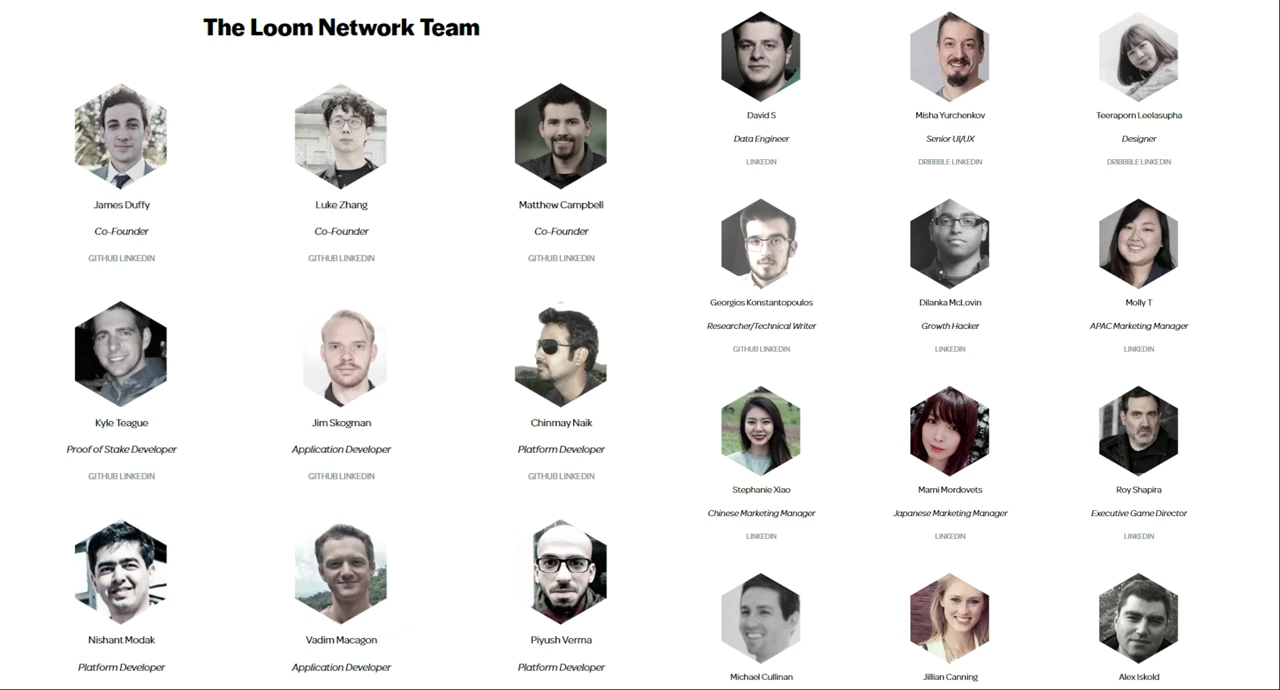 The Loom Network Team
James Duffy
Co-Founder
GITHUB LINKEDIN
Luke Zhang
Co-Founder
GITHUB LINKEDIN
Matthew Campbell
Co-Founder
GITHUB LINKEDIN
Kyle Teague
Proof of Stake Developer
GITHUB LINKEDIN
Jim Skogman
Application Developer
GITHUB LINKEDIN
Chinmay Naik
Platform Developer
GITHUB LINKEDIN
Nishant Modak
Platform Developer
Vadim Macagon
Application Developer
Piyush Verma
Platform Developer
David S
Data Engineer
LINKEDIN
Misha Yurchenkov
Senior UI/UX
DRIBBBLE LINKEDIN
Teeraporn Leelasupha
Designer
DRIBBBLE LINKEDIN
Georgios Konstantopoulos
Researcher/Technical Writer
GITHUB LINKEDIN
Dilanka McLovin
Growth Hacker
LINKEDIN
Molly T
APAC Marketing Manager
LINKEDIN
Stephanie Xiao
Chinese Marketing Manager
LINKEDIN
Mami Mordovets
Japanese Marketing Manager
LINKEDIN
Roy Shapira
Executive Game Director
LINKEDIN
Michael Cullinan
Jillian Canning
Alex Iskold